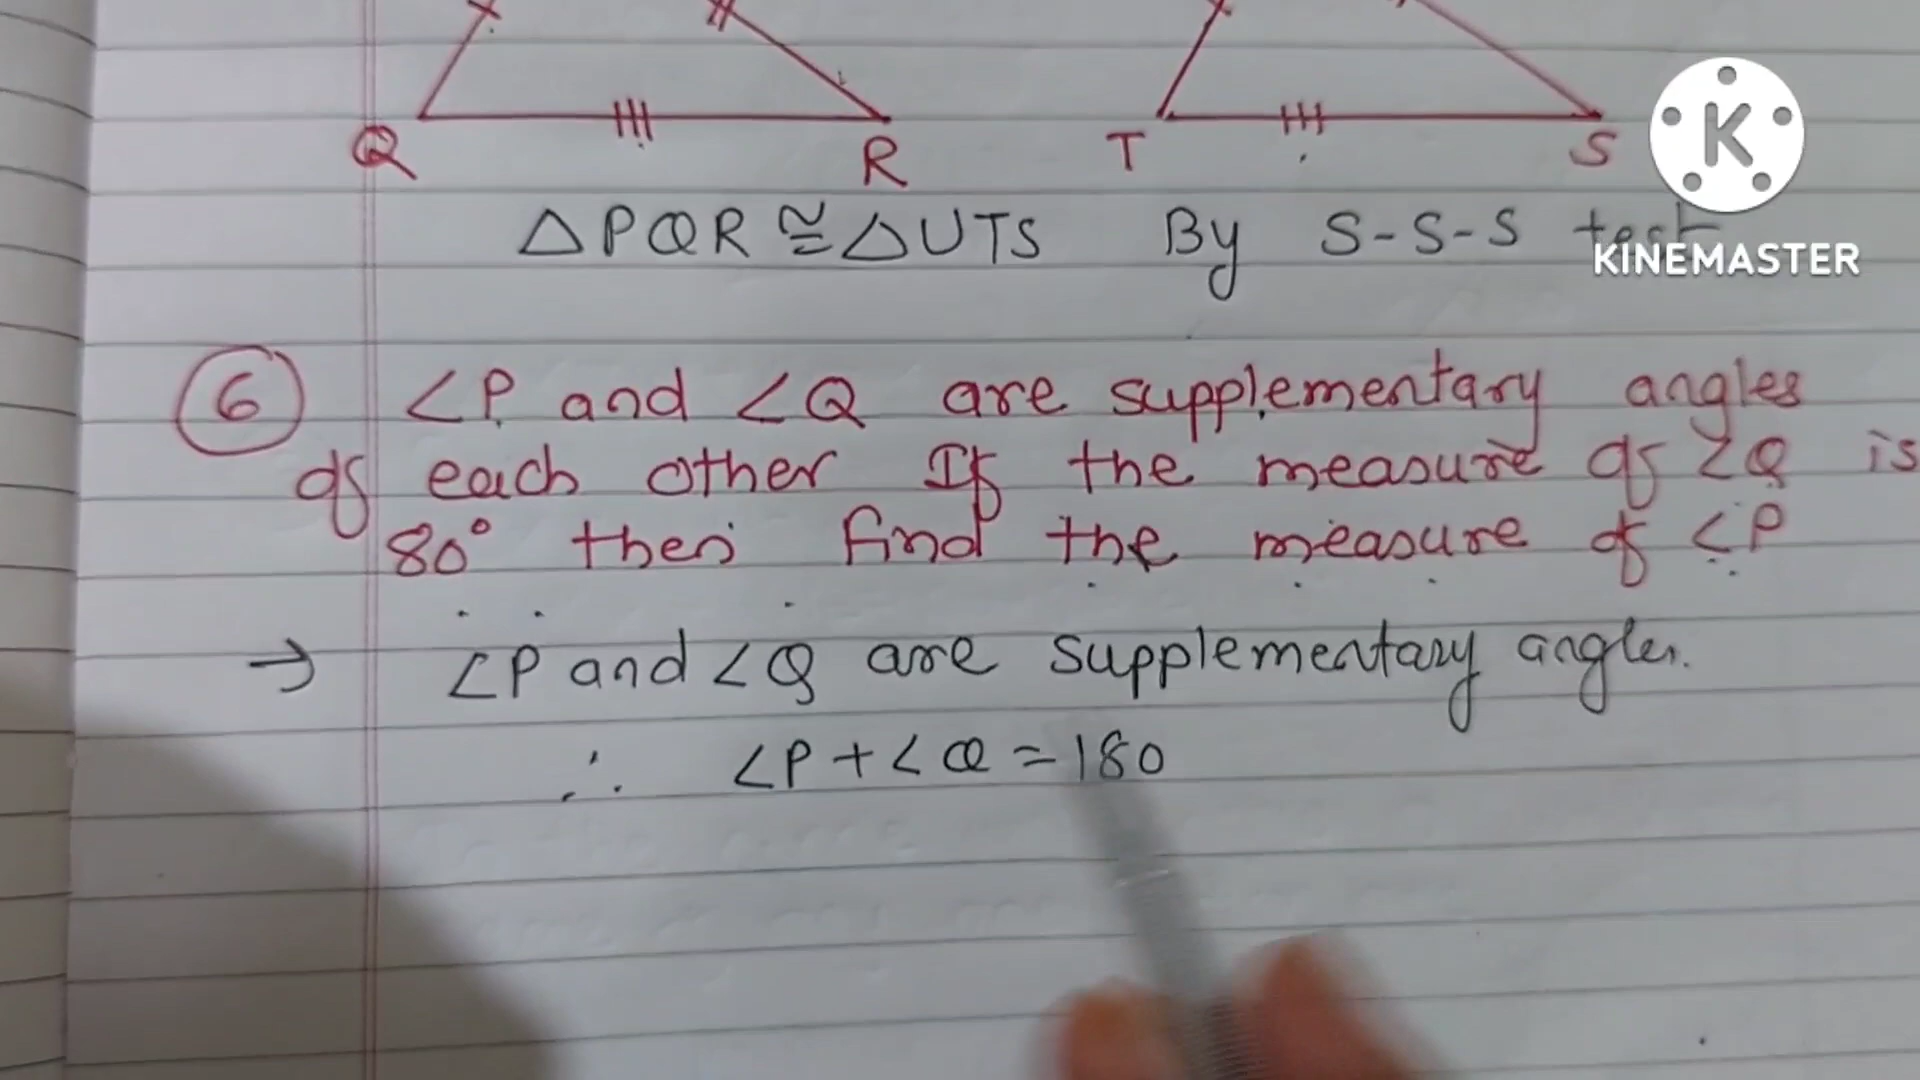 Q R T S
△PQR ≅ △UTS By S-S-S test
K
KINEMASTER
6 ∠P and ∠Q are supplementary angles
of each other If the measure of ∠Q is
80° then find the measure of ∠P
→ ∠P and ∠Q are supplementary angles.
∴ ∠P + ∠Q = 180